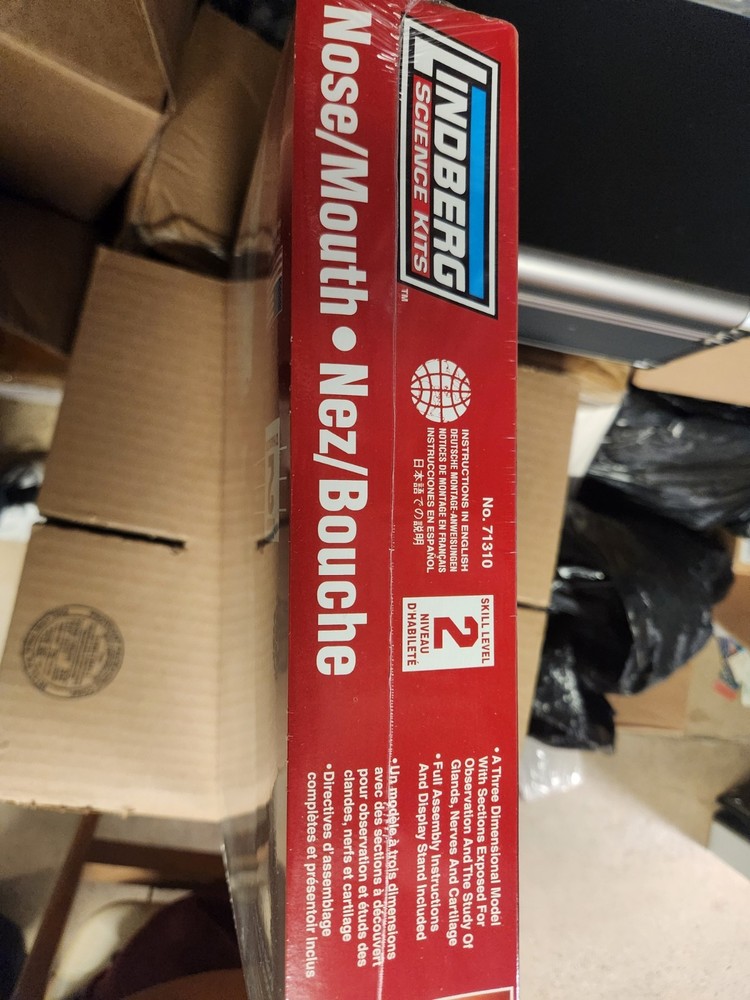 LINDBERG
SCIENCE KITS
TM
Nose/Mouth • Nez/Bouche
No. 71310
INSTRUCTIONS IN ENGLISH
DEUTSCHE MONTAGE-ANWEISUNGEN
NOTICES DE MONTAGE EN FRANÇAIS
INSTRUCCIONES EN ESPAÑOL
日本語での説明
SKILL LEVEL
2
NIVEAU
D'HABILETÉ
• A Three Dimensional Model
With Sections Exposed For
Observation And The Study Of
Glands, Nerves And Cartilage
• Full Assembly Instructions
And Display Stand Included
• Un modèle à trois dimensions
avec des sections à découvert
pour observation et études des
clandes, nerfs et cartilage
• Directives d'assemblage
complètes et présentoir inclus